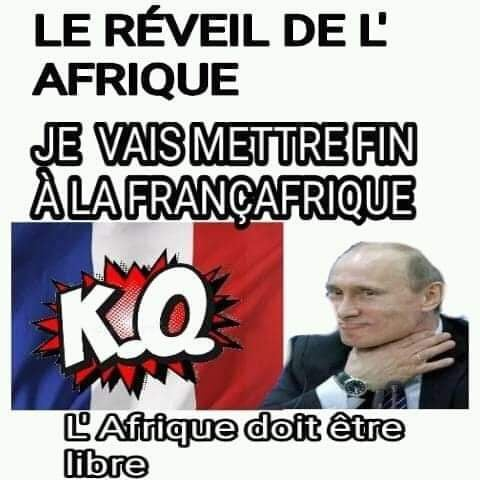 LE RÉVEIL DE L'
AFRIQUE
JE VAIS METTRE FIN
À LA FRANÇAFRIQUE
K.O.
L' Afrique doit être
libre